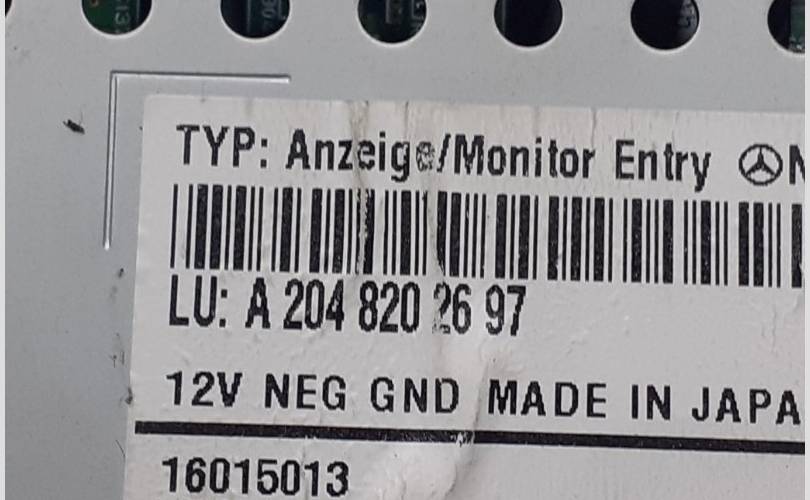 TYP: Anzeige/Monitor Entry
LU: A 204 820 26 97
12V NEG GND MADE IN JAPA
16015013